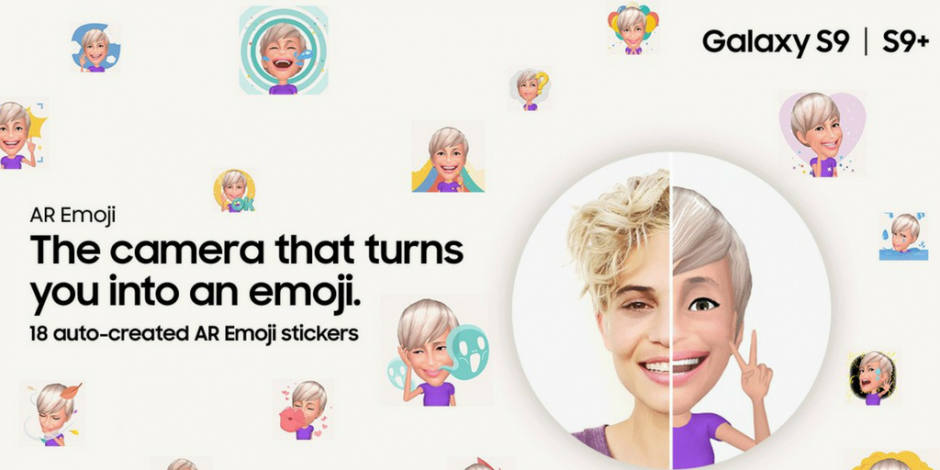 Galaxy S9 | S9+
AR Emoji
The camera that turns
you into an emoji.
18 auto-created AR Emoji stickers
?
OK